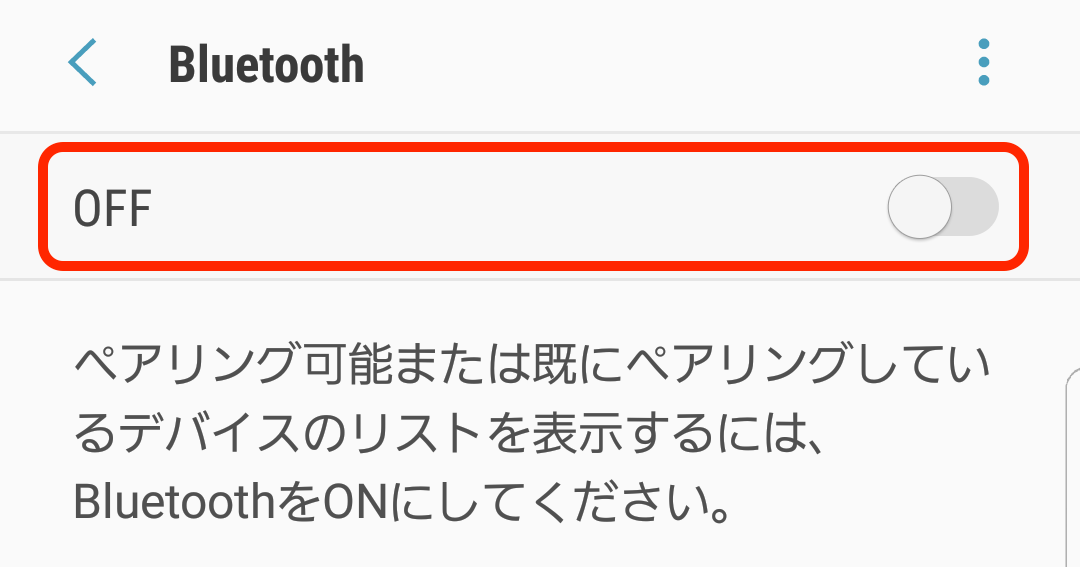 Bluetooth
OFF
ペアリング可能または既にペアリングしてい
るデバイスのリストを表示するには、
BluetoothをONにしてください。